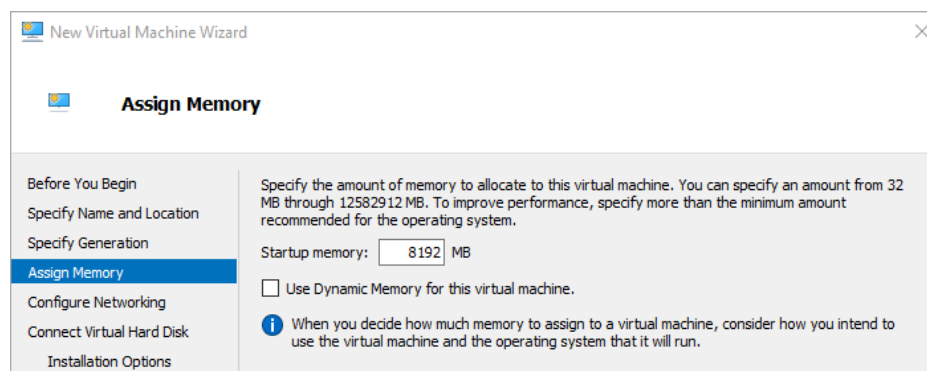 New Virtual Machine Wizard
Assign Memory
Before You Begin
Specify Name and Location
Specify Generation
Assign Memory
Configure Networking
Connect Virtual Hard Disk
Installation Options
Specify the amount of memory to allocate to this virtual machine. You can specify an amount from 32
MB through 12582912 MB. To improve performance, specify more than the minimum amount
recommended for the operating system.
Startup memory: 8192 MB
Use Dynamic Memory for this virtual machine.
When you decide how much memory to assign to a virtual machine, consider how you intend to
use the virtual machine and the operating system that it will run.